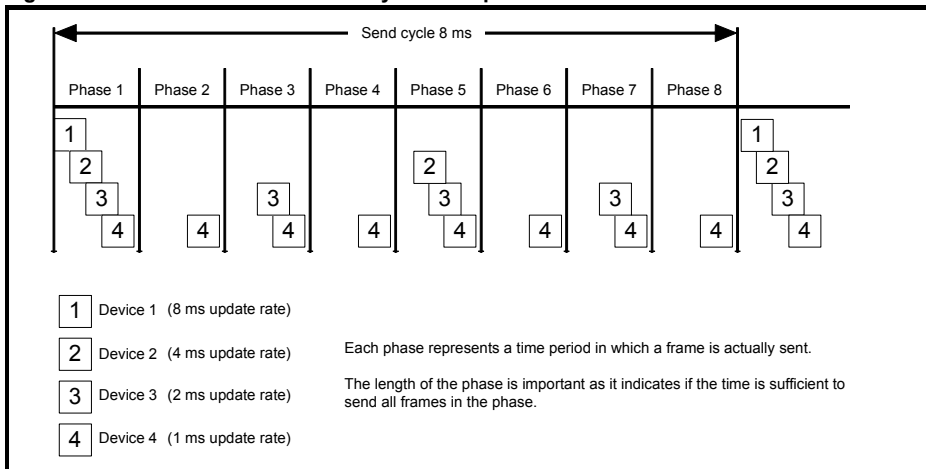 Send cycle 8 ms
Phase 1 Phase 2 Phase 3 Phase 4 Phase 5 Phase 6 Phase 7 Phase 8
1 1
2 2 2
3 3 3 3 3
4 4 4 4 4 4 4 4 4
1 Device 1 (8 ms update rate)
2 Device 2 (4 ms update rate)
3 Device 3 (2 ms update rate)
4 Device 4 (1 ms update rate)
Each phase represents a time period in which a frame is actually sent.
The length of the phase is important as it indicates if the time is sufficient to
send all frames in the phase.